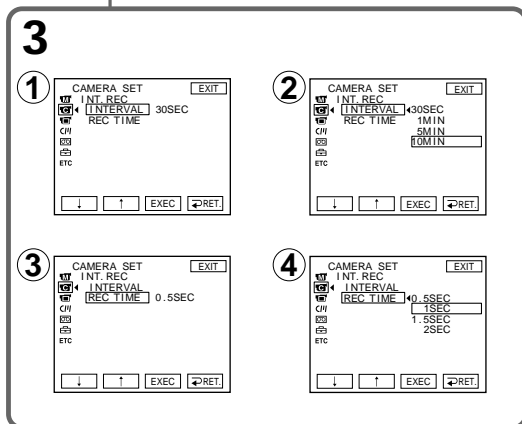 3
1
CAMERA SET EXIT
INT. REC
INTERVAL 30SEC
REC TIME
ETC
↓ ↑ EXEC RET.
2
CAMERA SET EXIT
INT. REC
INTERVAL 30SEC
REC TIME 1MIN
5MIN
10MIN
ETC
↓ ↑ EXEC RET.
3
CAMERA SET EXIT
INT. REC
INTERVAL
REC TIME 0.5SEC
ETC
↓ ↑ EXEC RET.
4
CAMERA SET EXIT
INT. REC
INTERVAL
REC TIME 0.5SEC
1SEC
1.5SEC
2SEC
ETC
↓ ↑ EXEC RET.